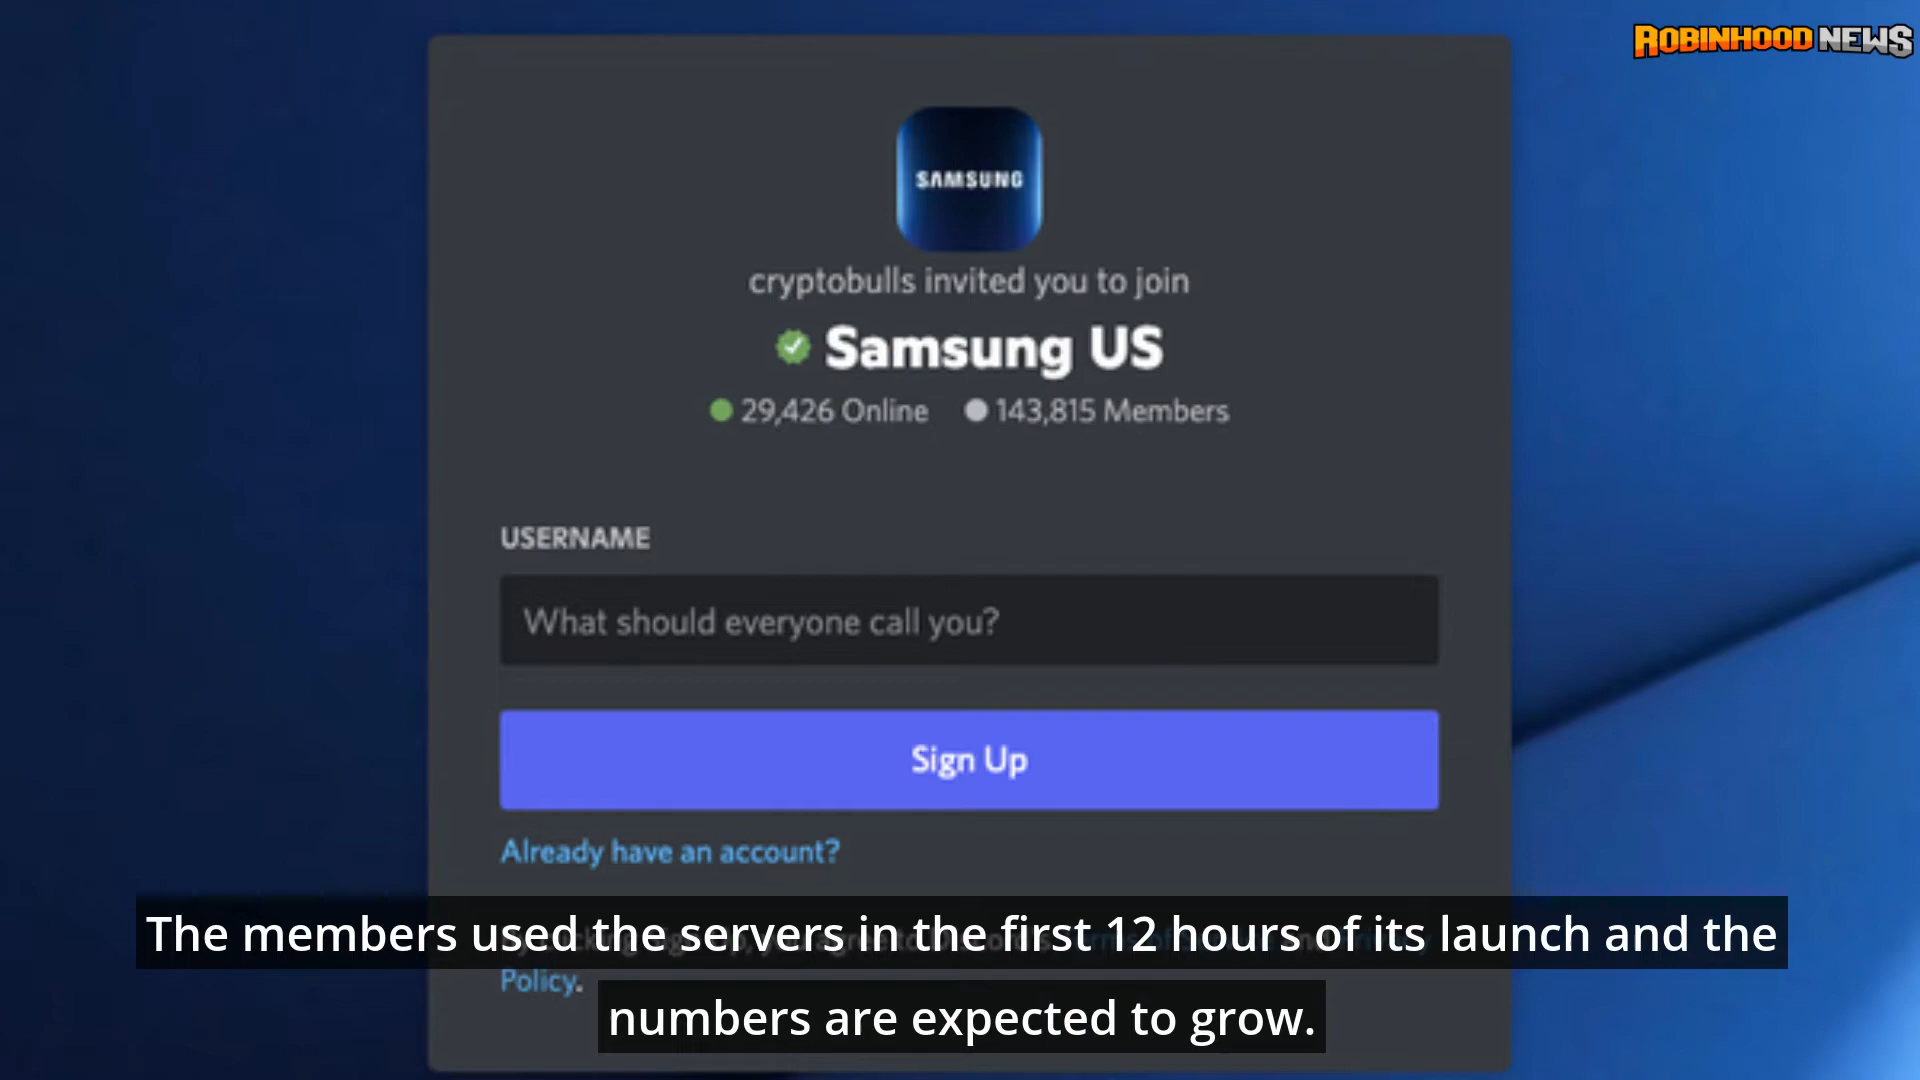 ROBINHOOD NEWS
SAMSUNG
cryptobulls invited you to join
Samsung US
29,426 Online 143,815 Members
USERNAME
What should everyone call you?
Sign Up
Already have an account?
The members used the servers in the first 12 hours of its launch and the
Policy.
numbers are expected to grow.